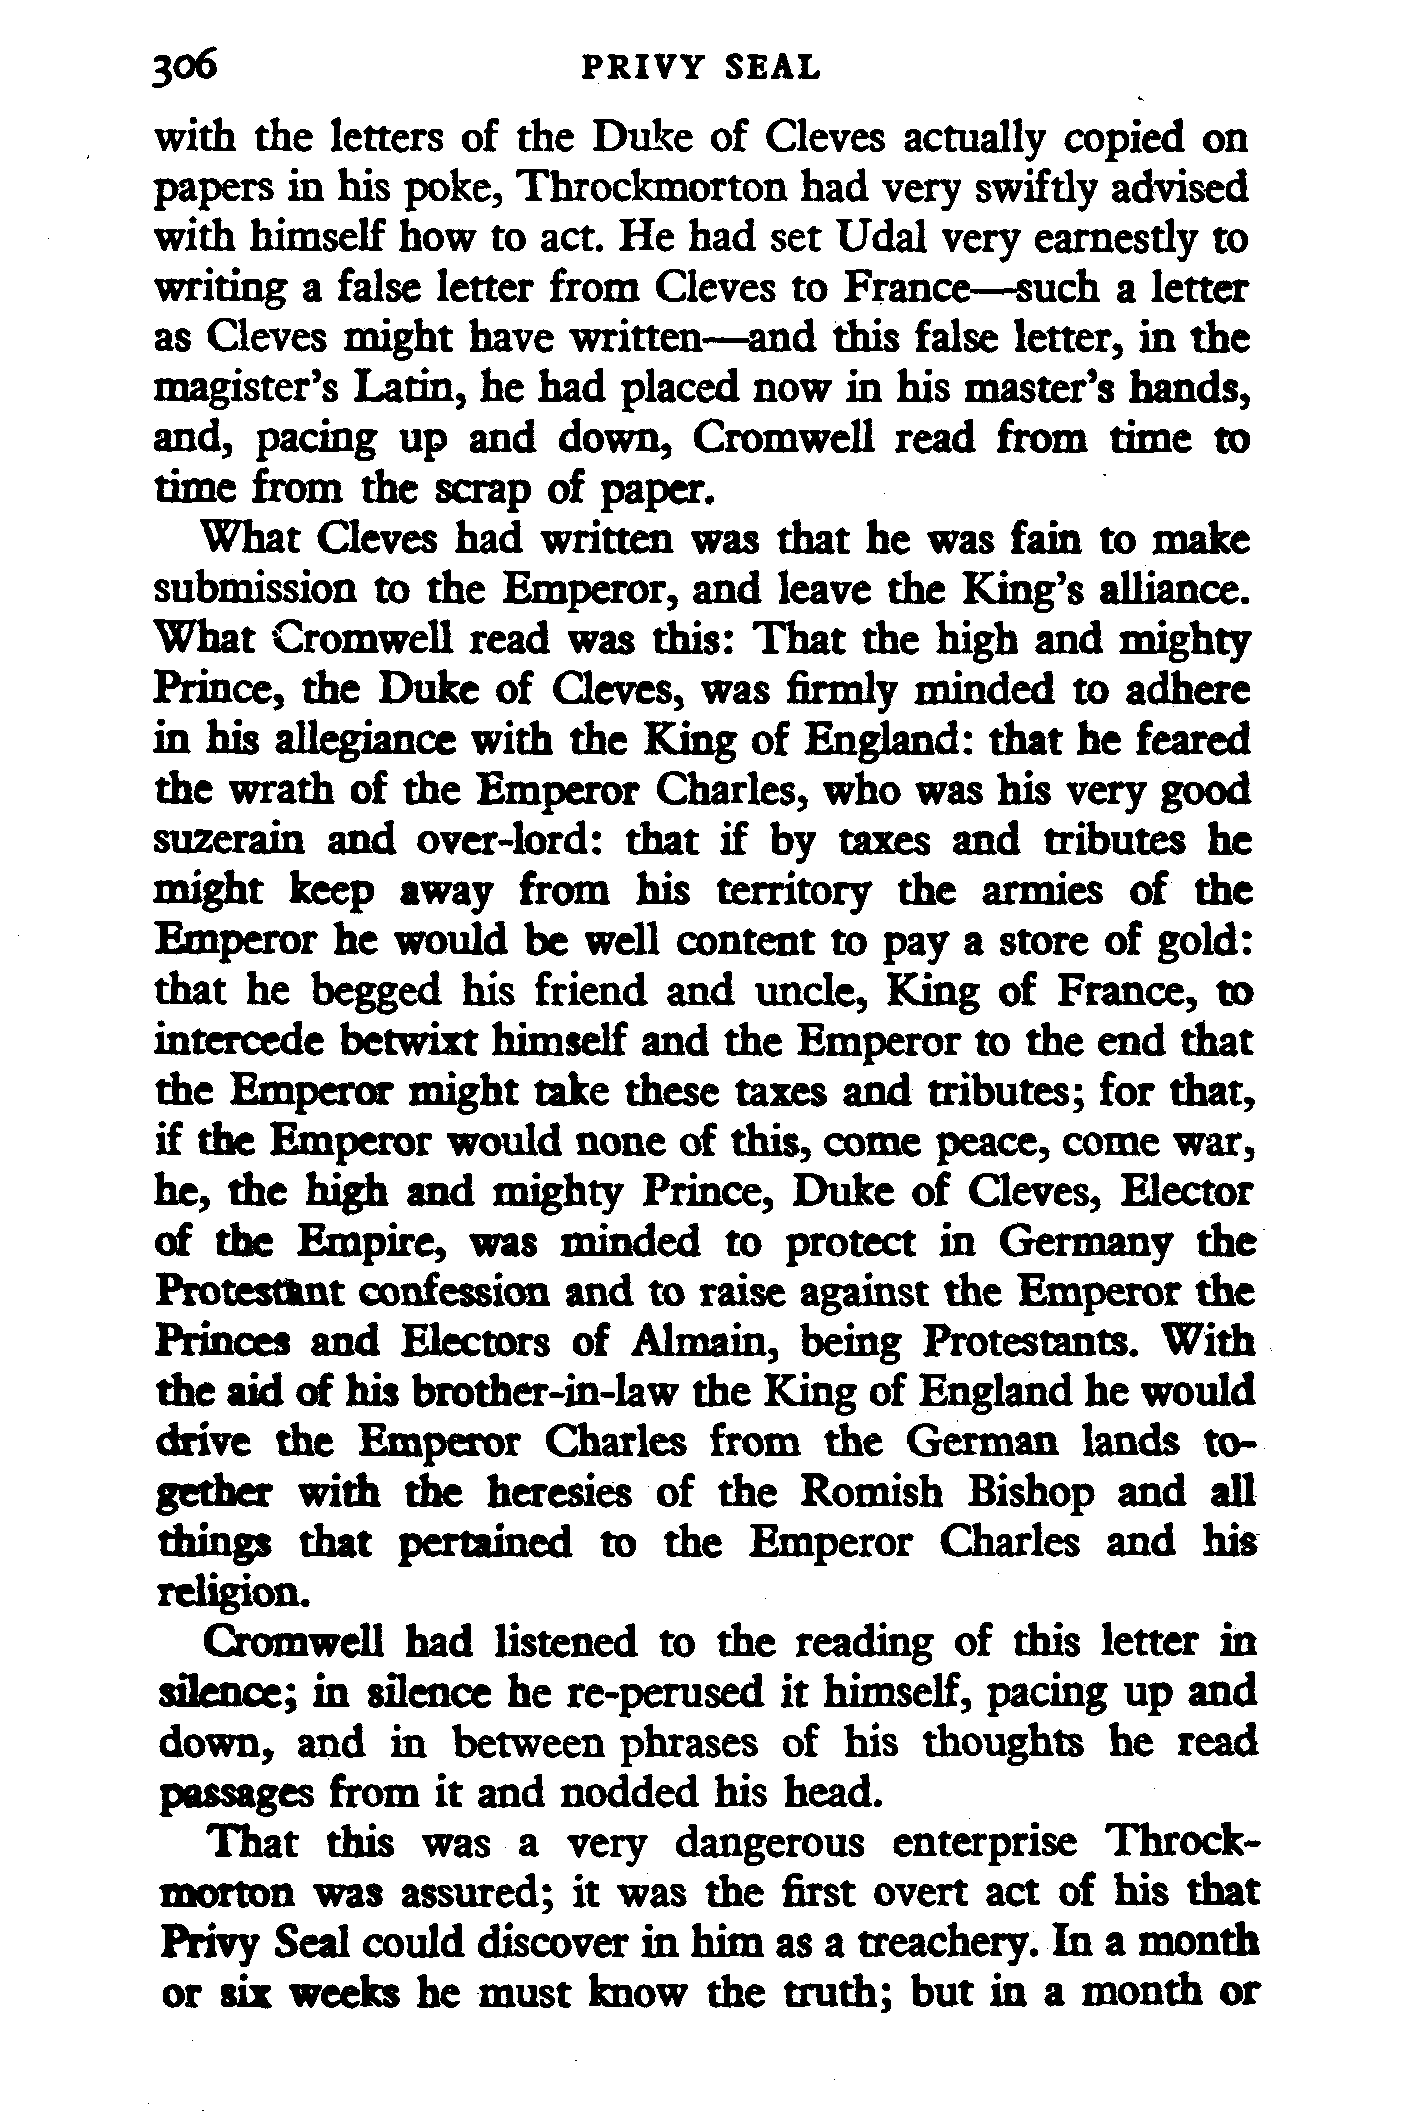 306 PRIVY SEAL
with the letters of the Duke of Cleves actually copied on
papers in his poke, Throckmorton had very swiftly advised
with himself how to act. He had set Udal very earnestly to
writing a false letter from Cleves to France—such a letter
as Cleves might have written—and this false letter, in the
magister's Latin, he had placed now in his master's hands,
and, pacing up and down, Cromwell read from time to
time from the scrap of paper.
What Cleves had written was that he was fain to make
submission to the Emperor, and leave the King's alliance.
What Cromwell read was this: That the high and mighty
Prince, the Duke of Cleves, was firmly minded to adhere
in his allegiance with the King of England: that he feared
the wrath of the Emperor Charles, who was his very good
suzerain and over-lord: that if by taxes and tributes he
might keep away from his territory the armies of the
Emperor he would be well content to pay a store of gold:
that he begged his friend and uncle, King of France, to
intercede betwixt himself and the Emperor to the end that
the Emperor might take these taxes and tributes; for that,
if the Emperor would none of this, come peace, come war,
he, the high and mighty Prince, Duke of Cleves, Elector
of the Empire, was minded to protect in Germany the
Protestant confession and to raise against the Emperor the
Princes and Electors of Almain, being Protestants. With
the aid of his brother-in-law the King of England he would
drive the Emperor Charles from the German lands to-
gether with the heresies of the Romish Bishop and all
things that pertained to the Emperor Charles and his
religion.
Cromwell had listened to the reading of this letter in
silence; in silence he re-perused it himself, pacing up and
down, and in between phrases of his thoughts he read
passages from it and nodded his head.
That this was a very dangerous enterprise Throck-
morton was assured; it was the first overt act of his that
Privy Seal could discover in him as a treachery. In a month
or six weeks he must know the truth; but in a month or